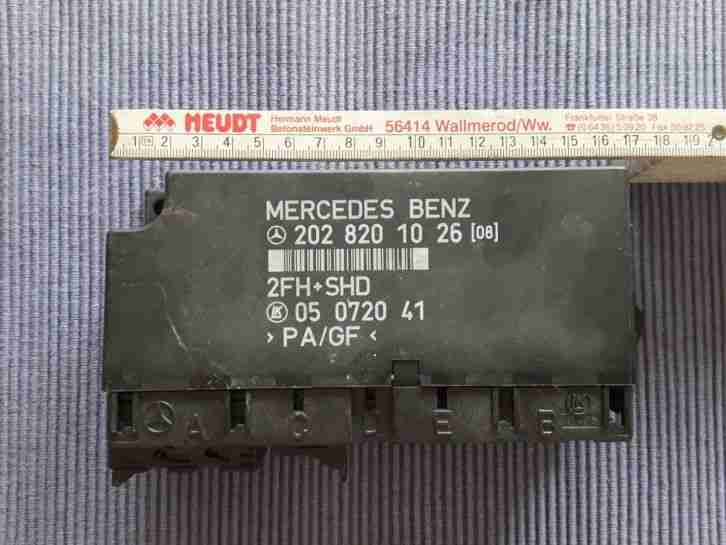 HEUDT
Hermann Meudt
Betonsteinwerk GmbH
56414 Wallmerod/Ww.
Frankfurter Straße 38
1 2 3 4 5 6 7 8 9 10 11 12 13 14 15 16 17 18 19
MERCEDES BENZ
202 820 10 26 [08]
2FH+SHD
LK 05 0720 41
> PA/GF <
A C E B